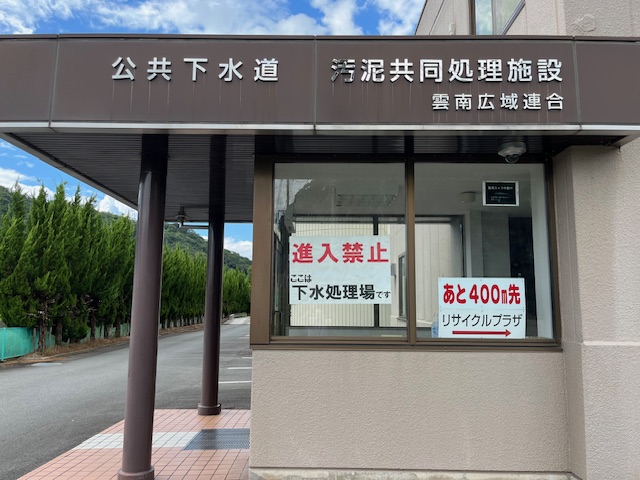 公共下水道 汚泥共同処理施設
雲南広域連合
進入禁止
ここは
下水処理場です
あと400m先
リサイクルプラザ